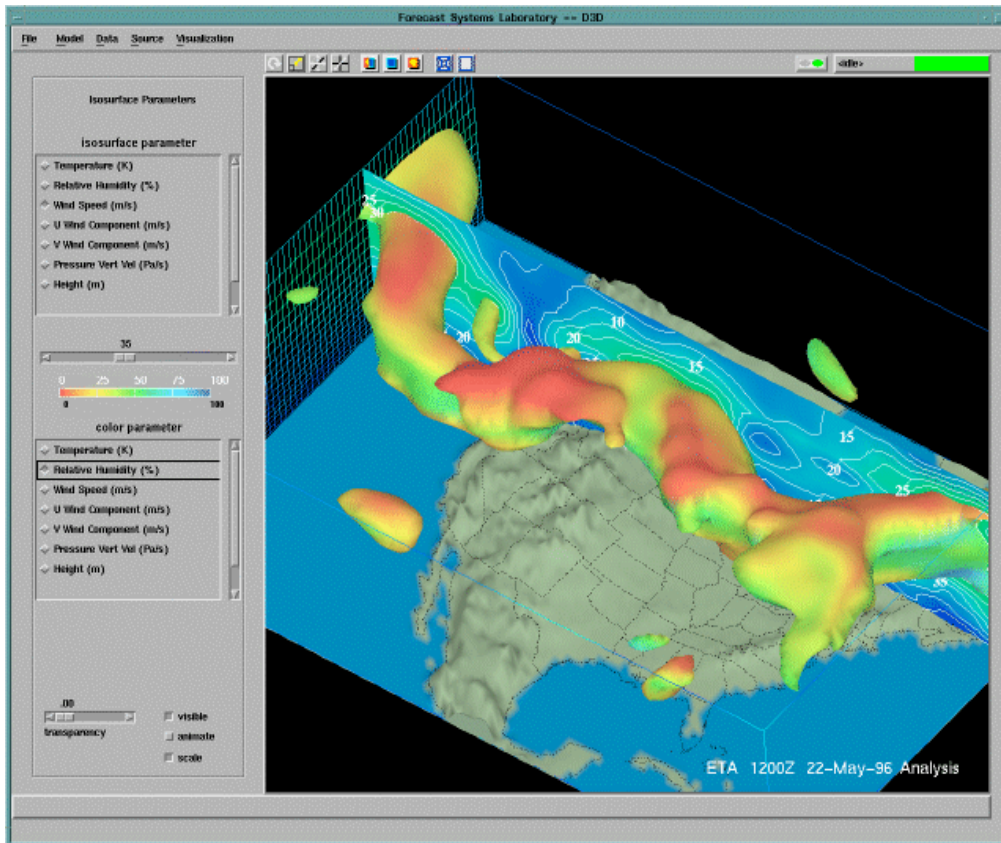 Forecast Systems Laboratory -- D3D
File Model Data Source Visualization
<idle>
Isosurface Parameters
isosurface parameter
Temperature (K)
Relative Humidity (%)
Wind Speed (m/s)
U Wind Component (m/s)
V Wind Component (m/s)
Pressure Vert Vel (Pa/s)
Height (m)
35
0 25 50 75 100
0 100
color parameter
Temperature (K)
Relative Humidity (%)
Wind Speed (m/s)
U Wind Component (m/s)
V Wind Component (m/s)
Pressure Vert Vel (Pa/s)
Height (m)
.00
transparency
visible
animate
scale
25
30
20
10
20
15
15
20
25
35
ETA 1200Z 22-May-96 Analysis